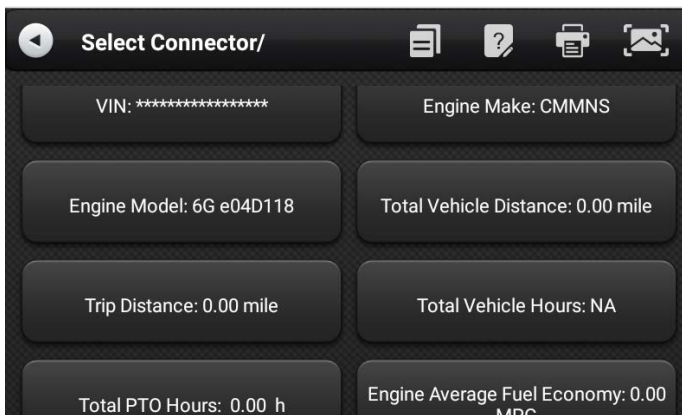 Select Connector/
VIN: *****************
Engine Make: CMMNS
Engine Model: 6G e04D118
Total Vehicle Distance: 0.00 mile
Trip Distance: 0.00 mile
Total Vehicle Hours: NA
Total PTO Hours: 0.00 h
Engine Average Fuel Economy: 0.00
MPG